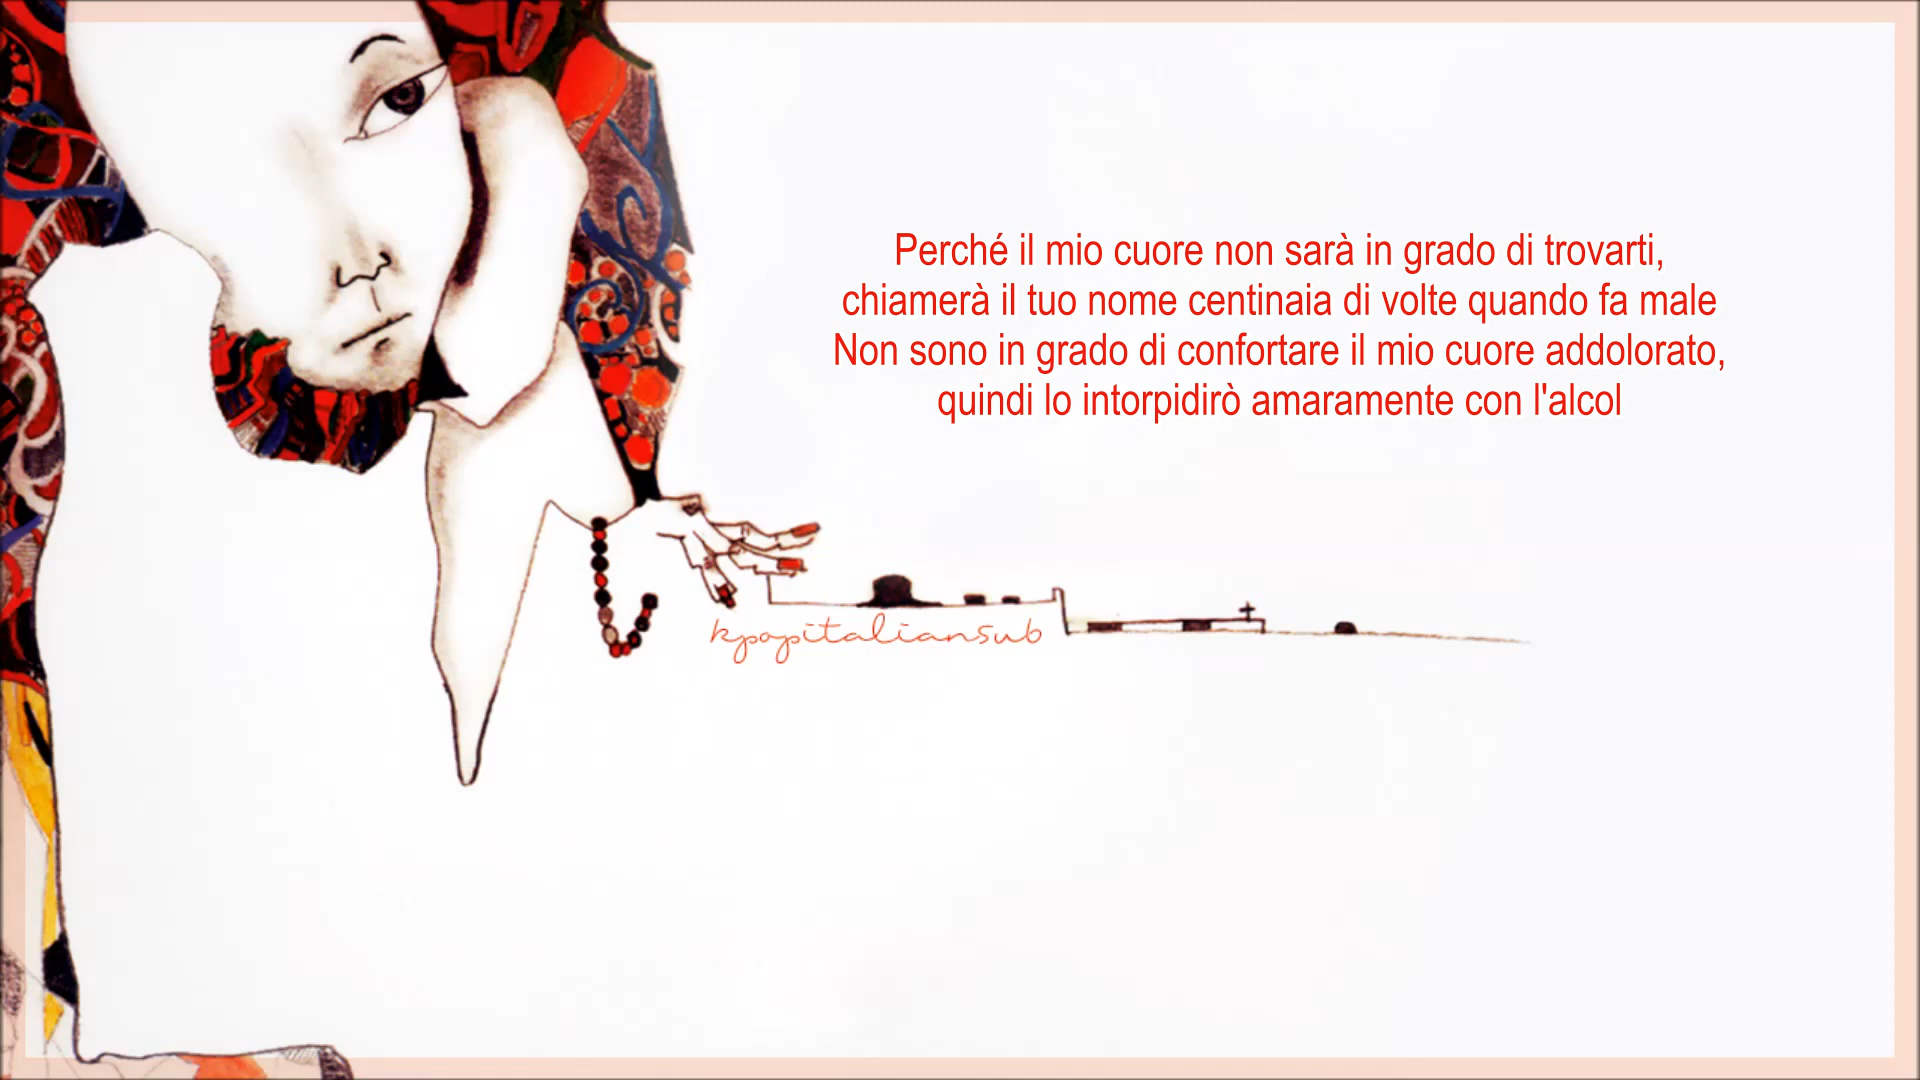 Perché il mio cuore non sarà in grado di trovarti,
chiamerà il tuo nome centinaia di volte quando fa male
Non sono in grado di confortare il mio cuore addolorato,
quindi lo intorpidirò amaramente con l'alcol
kpopitaliansub